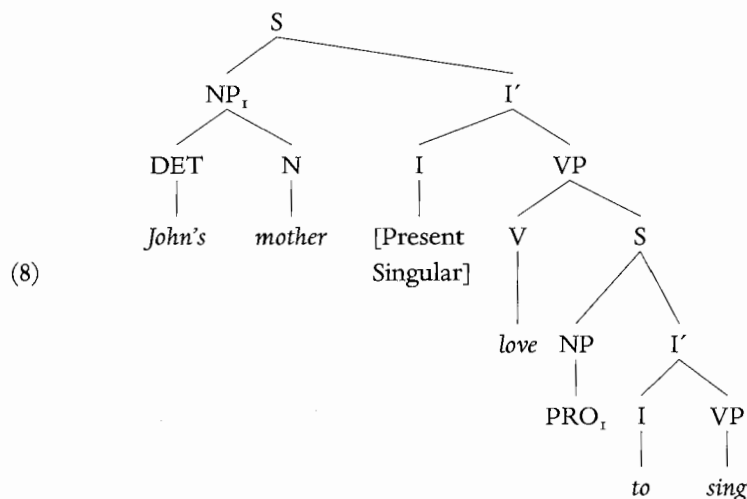 S
NP₁ I′
DET N I VP
John's mother [Present V S
(8) Singular]
love NP I′
PRO₁ I VP
to sing